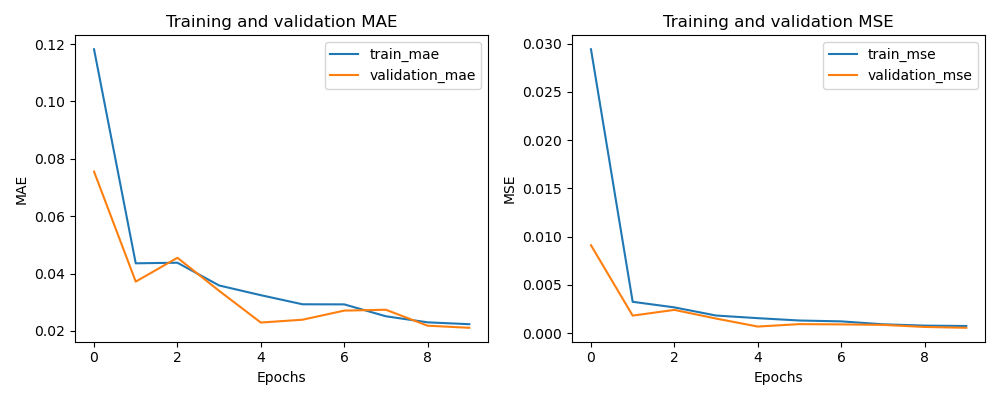 Training and validation MAE
train_mae
validation_mae
0.12
0.10
0.08
0.06
0.04
0.02
MAE
0
2
4
6
8
Epochs
Training and validation MSE
train_mse
validation_mse
0.030
0.025
0.020
0.015
0.010
0.005
0.000
MSE
0
2
4
6
8
Epochs